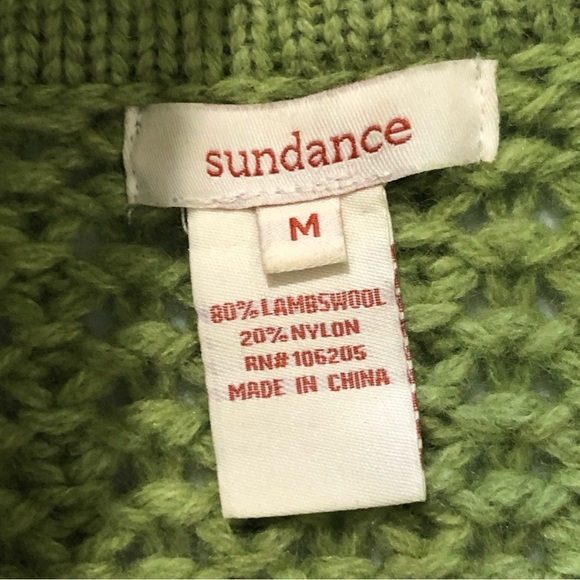 sundance
M
80% LAMBSWOOL
20% NYLON
RN# 106205
MADE IN CHINA